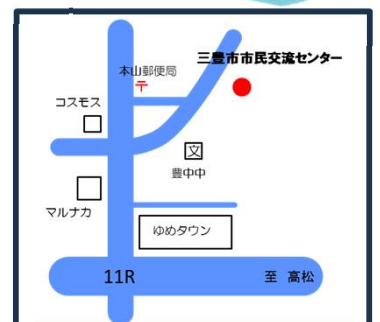 三豊市市民交流センター
本山郵便局
〒
コスモス
文
豊中中
マルナカ
ゆめタウン
11R
至 高松